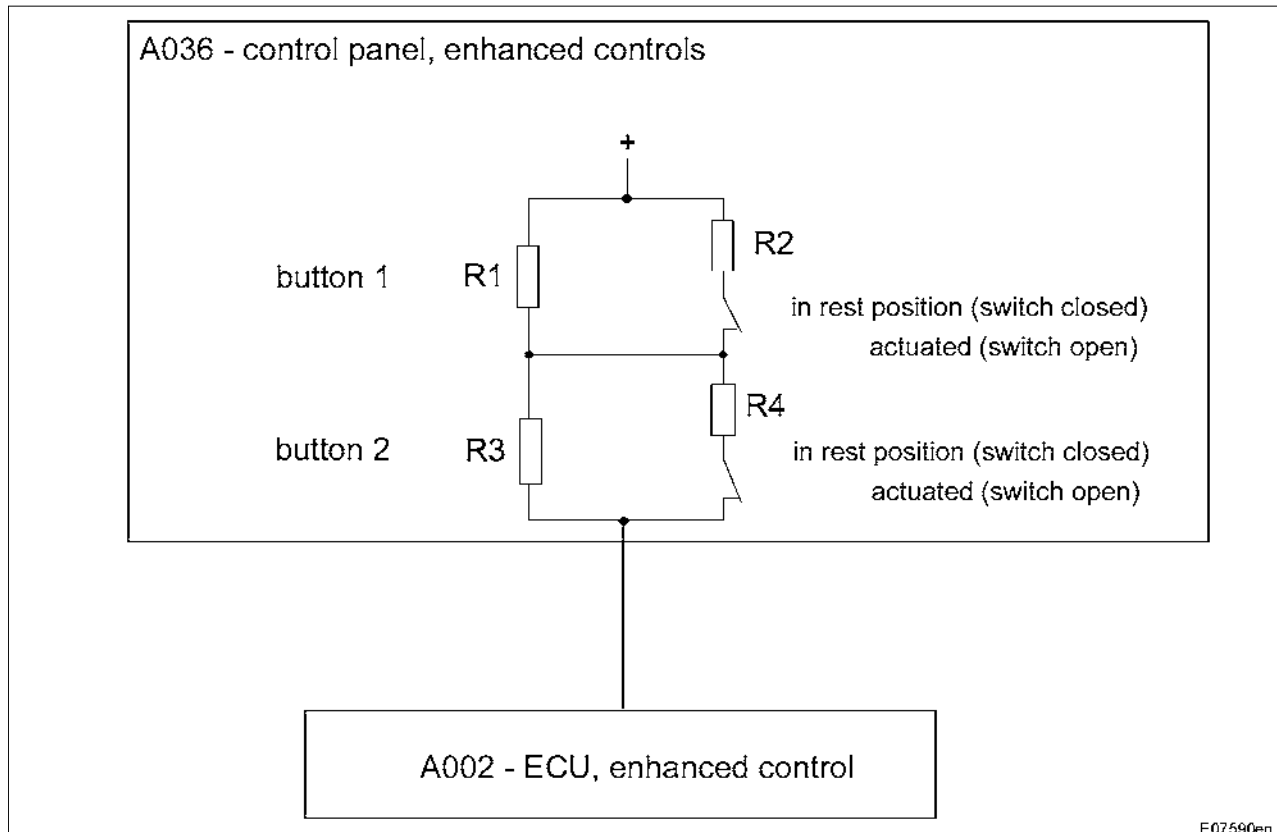 A036 - control panel, enhanced controls
+
R2
button 1
R1
in rest position (switch closed)
actuated (switch open)
R4
button 2
R3
in rest position (switch closed)
actuated (switch open)
A002 - ECU, enhanced control
E07590en